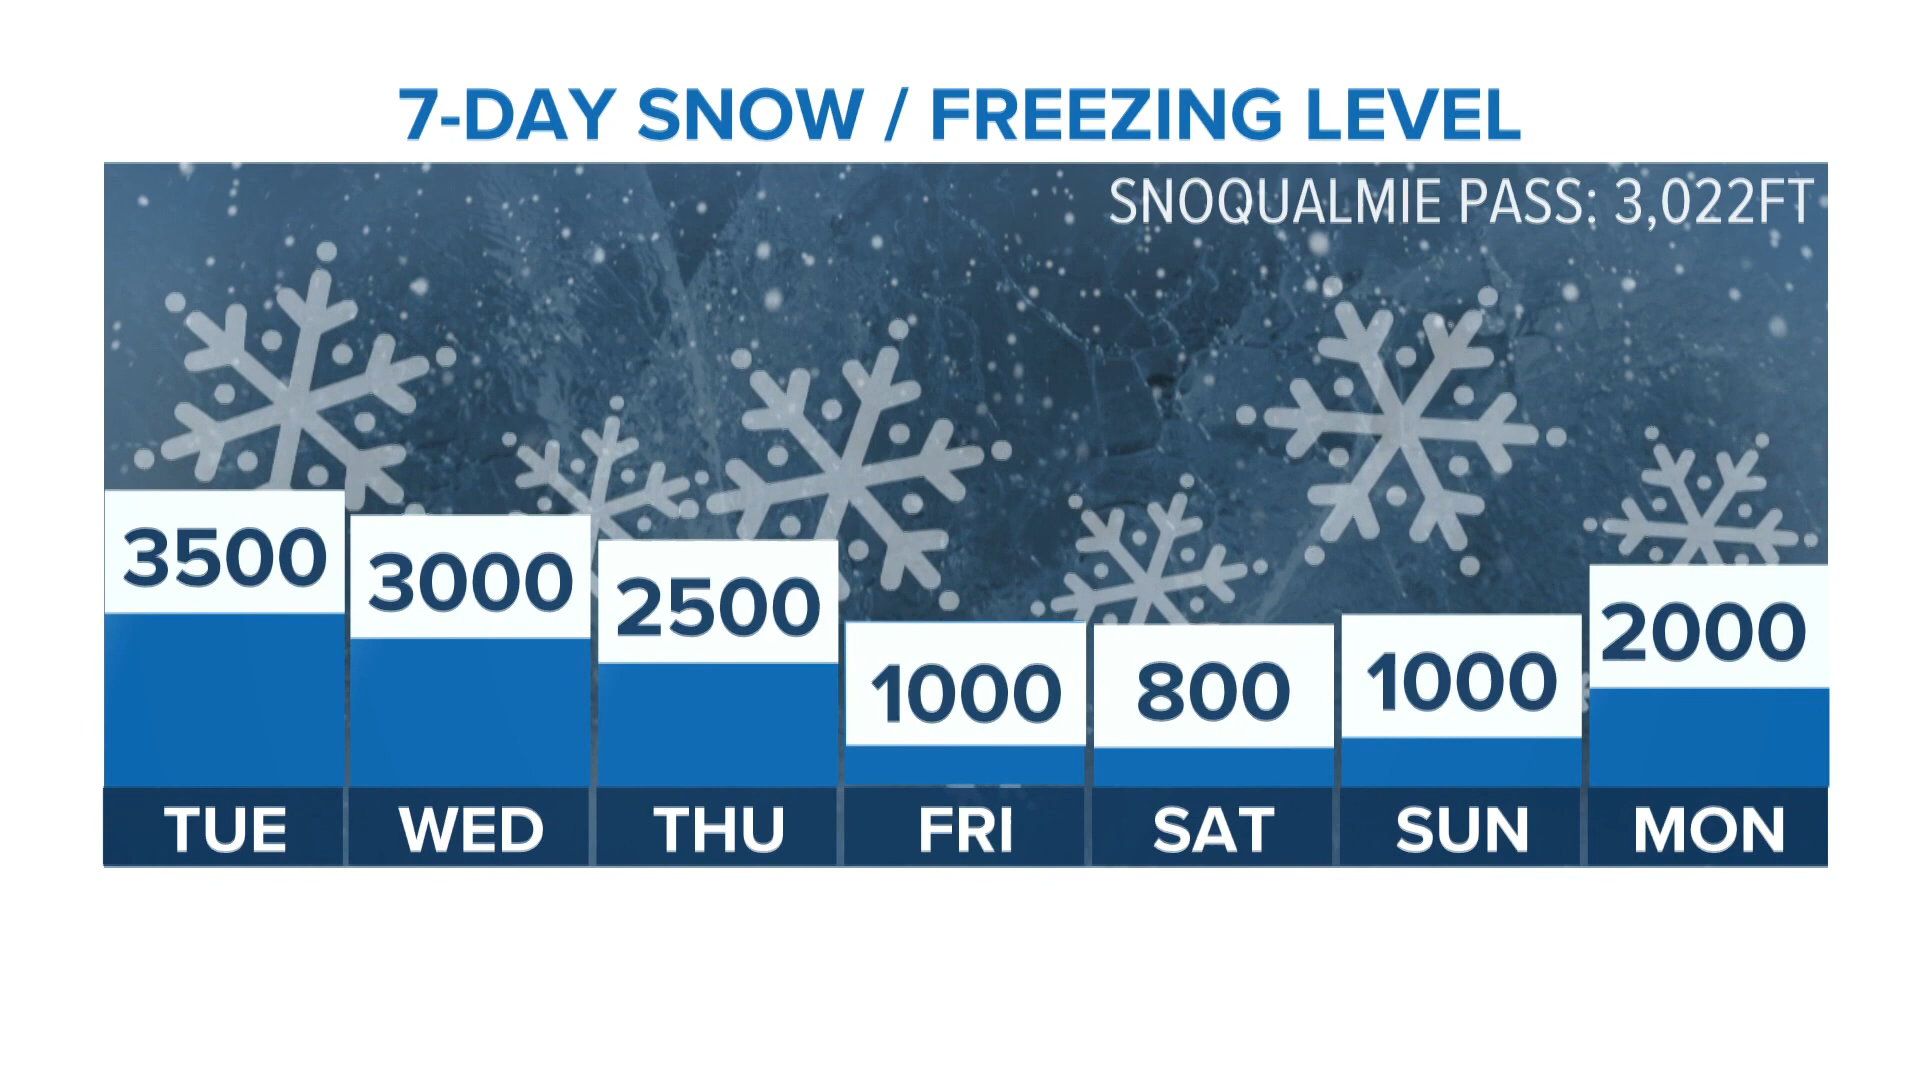 7-DAY SNOW / FREEZING LEVEL
SNOQUALMIE PASS: 3,022FT
3500
3000
2500
1000
800
1000
2000
TUE WED THU FRI SAT SUN MON